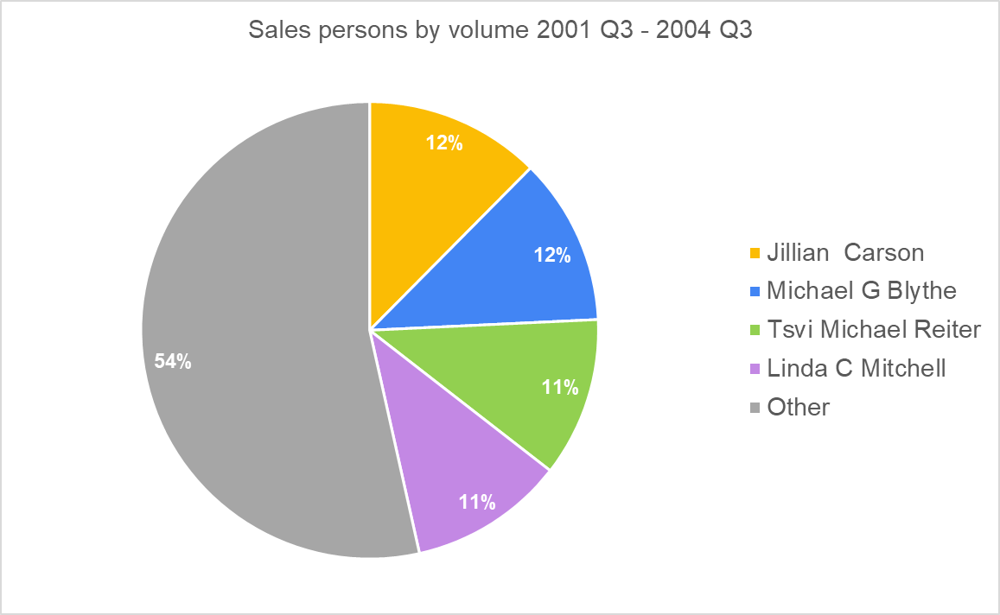 Sales persons by volume 2001 Q3 - 2004 Q3
12%
12%
11%
11%
54%
Jillian  Carson
Michael G Blythe
Tsvi Michael Reiter
Linda C Mitchell
Other